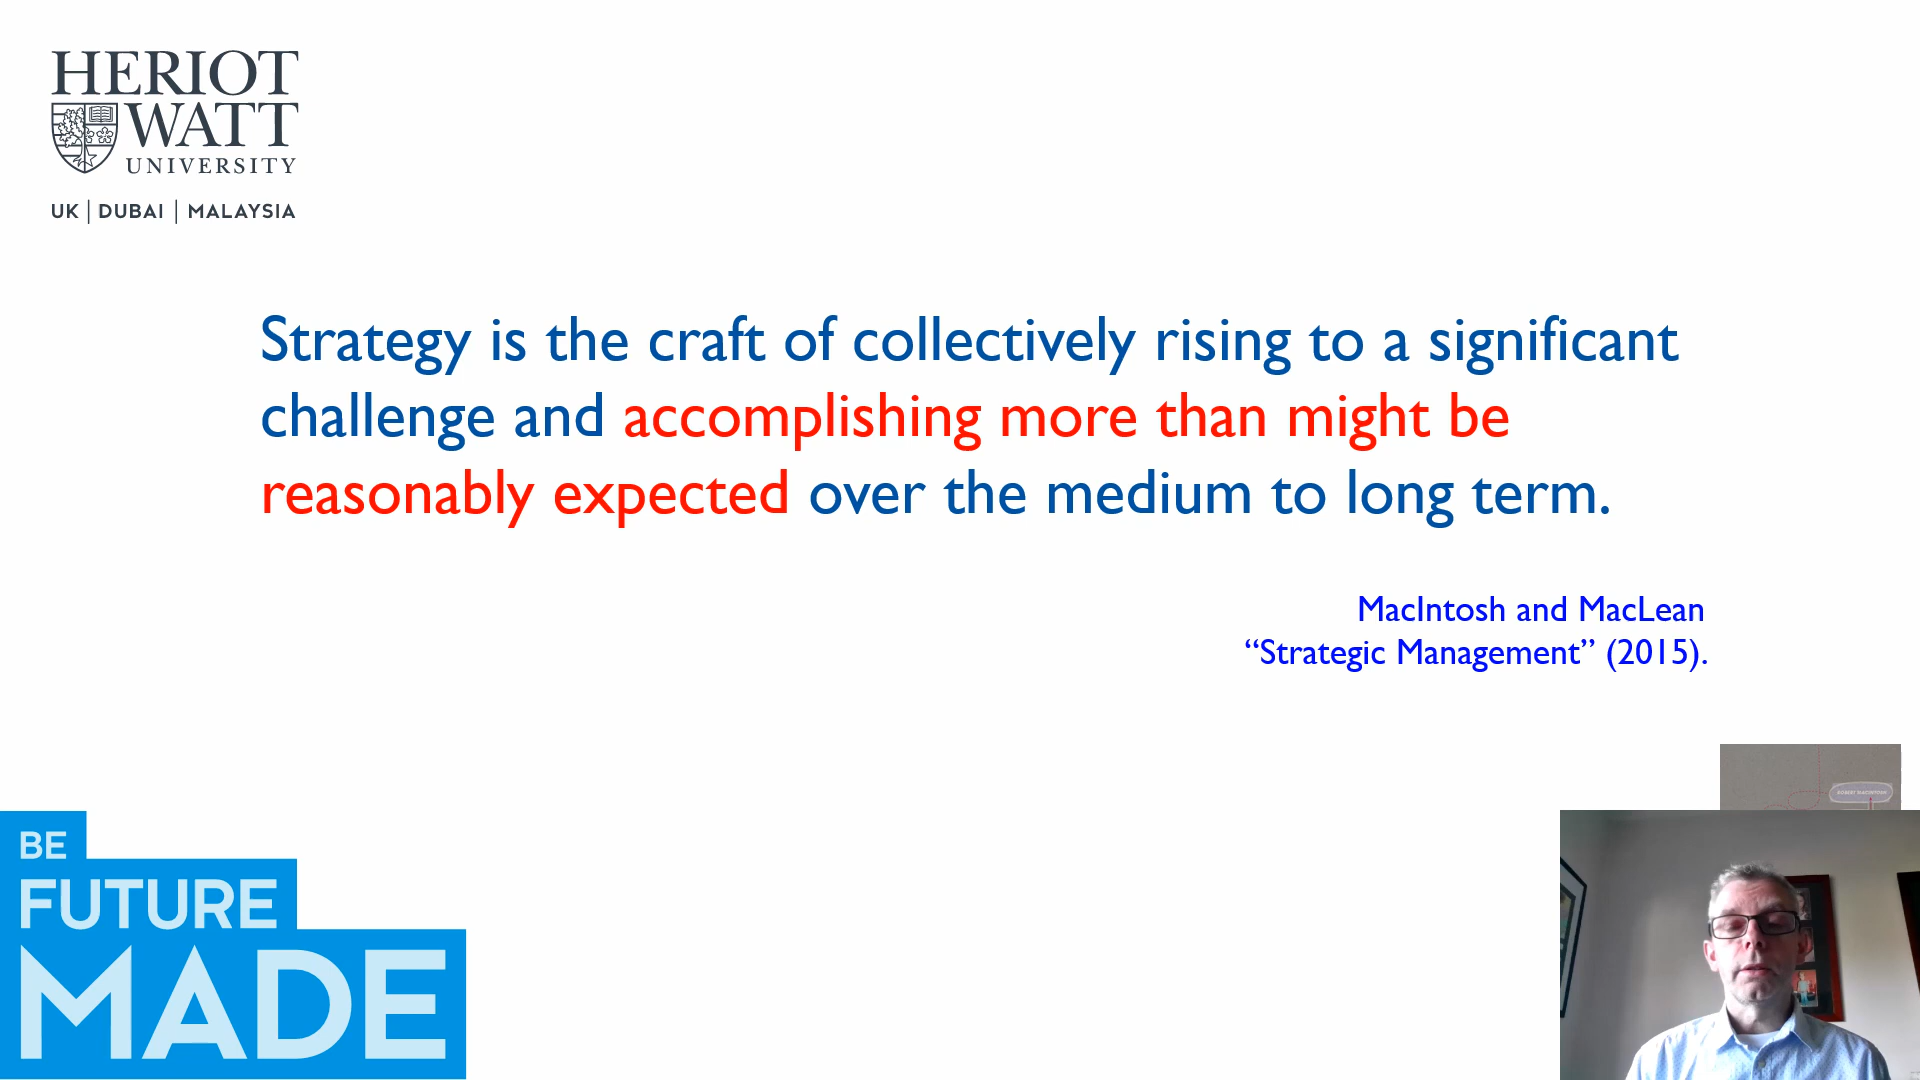 HERIOT
WATT
UNIVERSITY
UK | DUBAI | MALAYSIA
Strategy is the craft of collectively rising to a significant
challenge and accomplishing more than might be
reasonably expected over the medium to long term.
MacIntosh and MacLean
“Strategic Management” (2015).
ROBERT MACINTOSH
BE
FUTURE
MADE